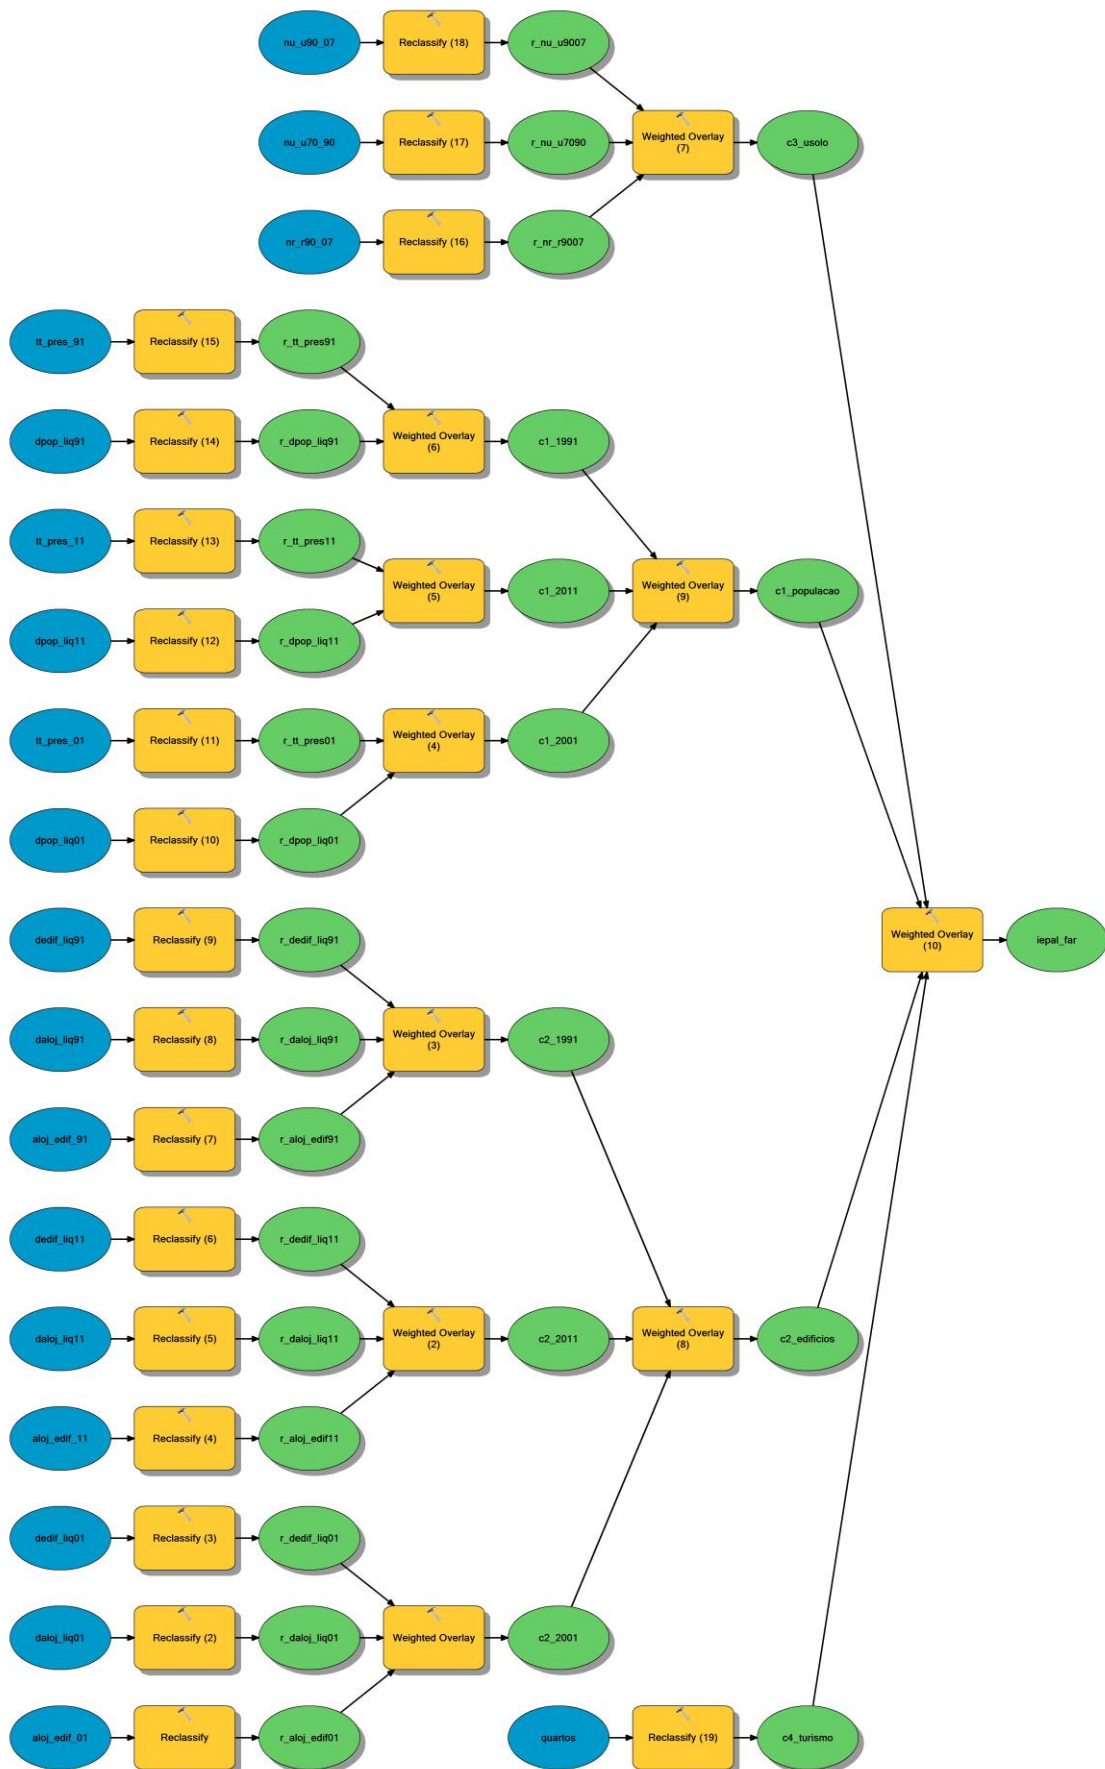 nu_u90_07
Reclassify (18)
r_nu_u9007
nu_u70_90
Reclassify (17)
r_nu_u7090
Weighted Overlay
(7)
c3_usolo
nr_r90_07
Reclassify (16)
r_nr_r9007
tt_pres_91
Reclassify (15)
r_tt_pres91
dpop_liq91
Reclassify (14)
r_dpop_liq91
Weighted Overlay
(6)
c1_1991
tt_pres_11
Reclassify (13)
r_tt_pres11
Weighted Overlay
(5)
c1_2011
Weighted Overlay
(9)
c1_populacao
dpop_liq11
Reclassify (12)
r_dpop_liq11
tt_pres_01
Reclassify (11)
r_tt_pres01
Weighted Overlay
(4)
c1_2001
dpop_liq01
Reclassify (10)
r_dpop_liq01
dedif_liq91
Reclassify (9)
r_dedif_liq91
Weighted Overlay
(10)
iepal_far
daloj_liq91
Reclassify (8)
r_daloj_liq91
Weighted Overlay
(3)
c2_1991
aloj_edif_91
Reclassify (7)
r_aloj_edif91
dedif_liq11
Reclassify (6)
r_dedif_liq11
daloj_liq11
Reclassify (5)
r_daloj_liq11
Weighted Overlay
(2)
c2_2011
Weighted Overlay
(8)
c2_edificios
aloj_edif_11
Reclassify (4)
r_aloj_edif11
dedif_liq01
Reclassify (3)
r_dedif_liq01
daloj_liq01
Reclassify (2)
r_daloj_liq01
Weighted Overlay
c2_2001
aloj_edif_01
Reclassify
r_aloj_edif01
quartos
Reclassify (19)
c4_turismo